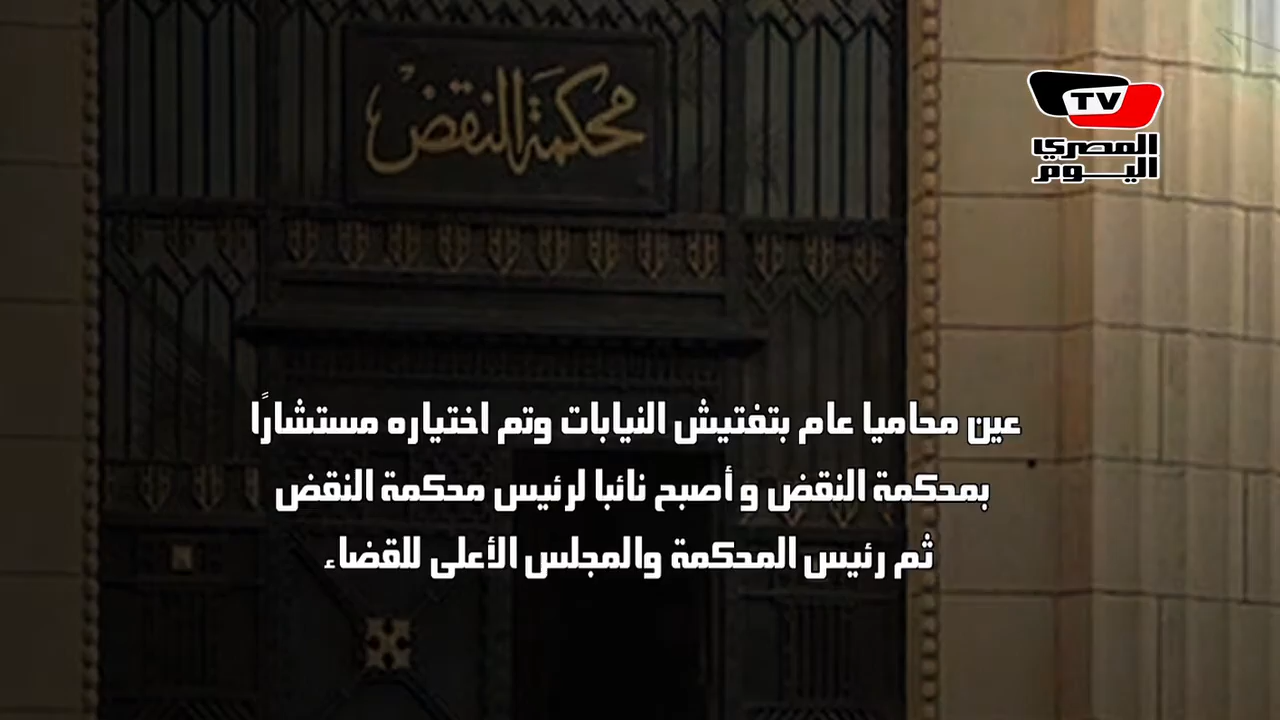 محكمة النقض
TV
المصري
اليوم
عين محاميا عام بتفتيش النيابات وتم اختياره مستشارًا
بمحكمة النقض و أصبح نائبا لرئيس محكمة النقض
ثم رئيس المحكمة والمجلس الأعلى للقضاء